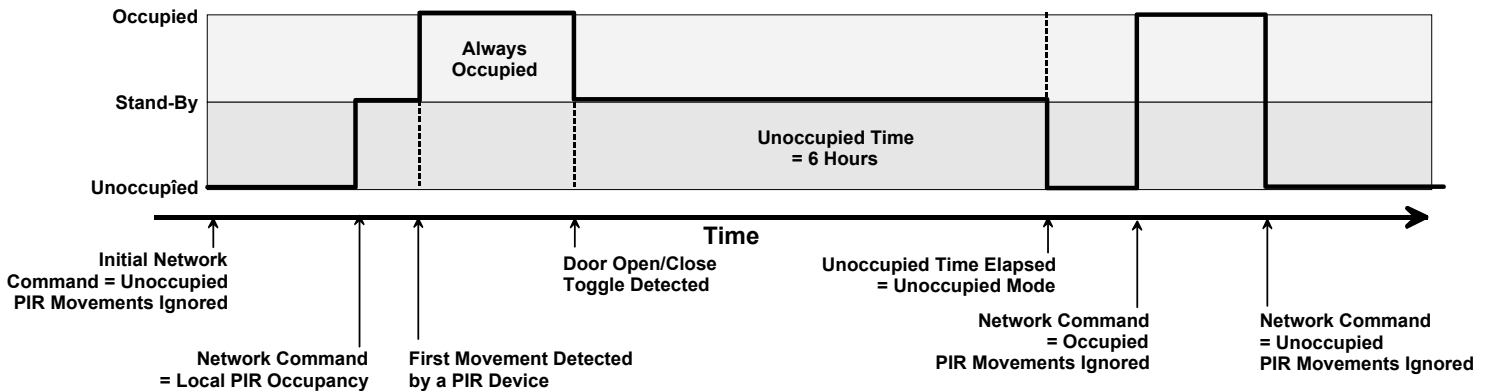 Occupied
Always
Occupied
Stand-By
Unoccupied Time
= 6 Hours
Unoccupîed
Time
Initial Network
Command = Unoccupied
PIR Movements Ignored
Door Open/Close
Toggle Detected
Unoccupied Time Elapsed
= Unoccupied Mode
Network Command
= Local PIR Occupancy
First Movement Detected
by a PIR Device
Network Command
= Occupied
PIR Movements Ignored
Network Command
= Unoccupied
PIR Movements Ignored